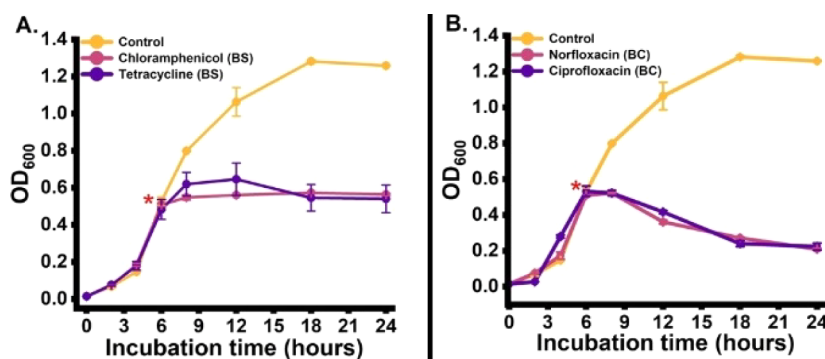 A.
Control
Chloramphenicol (BS)
Tetracycline (BS)
1.4
1.2
1.0
0.8
0.6
0.4
0.2
0.0
*
OD600
0 3 6 9 12 15 18 21 24
Incubation time (hours)
B.
Control
Norfloxacin (BC)
Ciprofloxacin (BC)
1.4
1.2
1.0
0.8
0.6
0.4
0.2
0.0
*
OD600
0 3 6 9 12 15 18 21 24
Incubation time (hours)